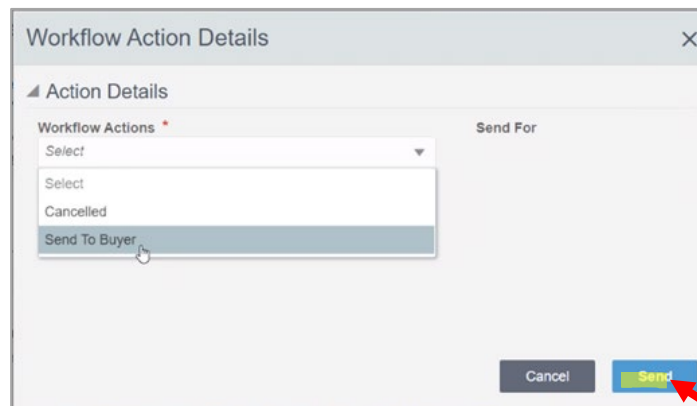 Workflow Action Details
Action Details
Workflow Actions *
Send For
Select
Select
Cancelled
Send To Buyer
Cancel
Send